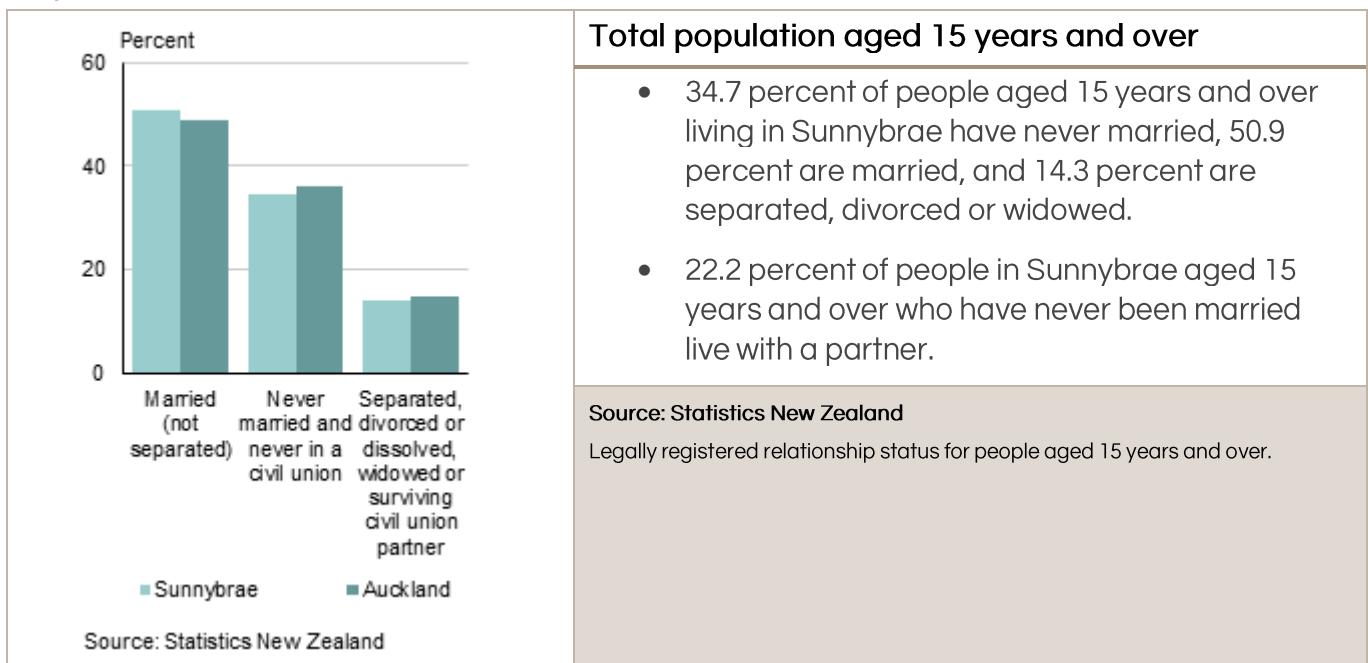 Percent
60
40
20
0
Married
(not
separated)
Never
married and
never in a
civil union
Separated,
divorced or
dissolved,
widowed or
surviving
civil union
partner
Sunnybrae
Auckland
Source: Statistics New Zealand
Total population aged 15 years and over
• 34.7 percent of people aged 15 years and over
living in Sunnybrae have never married, 50.9
percent are married, and 14.3 percent are
separated, divorced or widowed.
• 22.2 percent of people in Sunnybrae aged 15
years and over who have never been married
live with a partner.
Source: Statistics New Zealand
Legally registered relationship status for people aged 15 years and over.